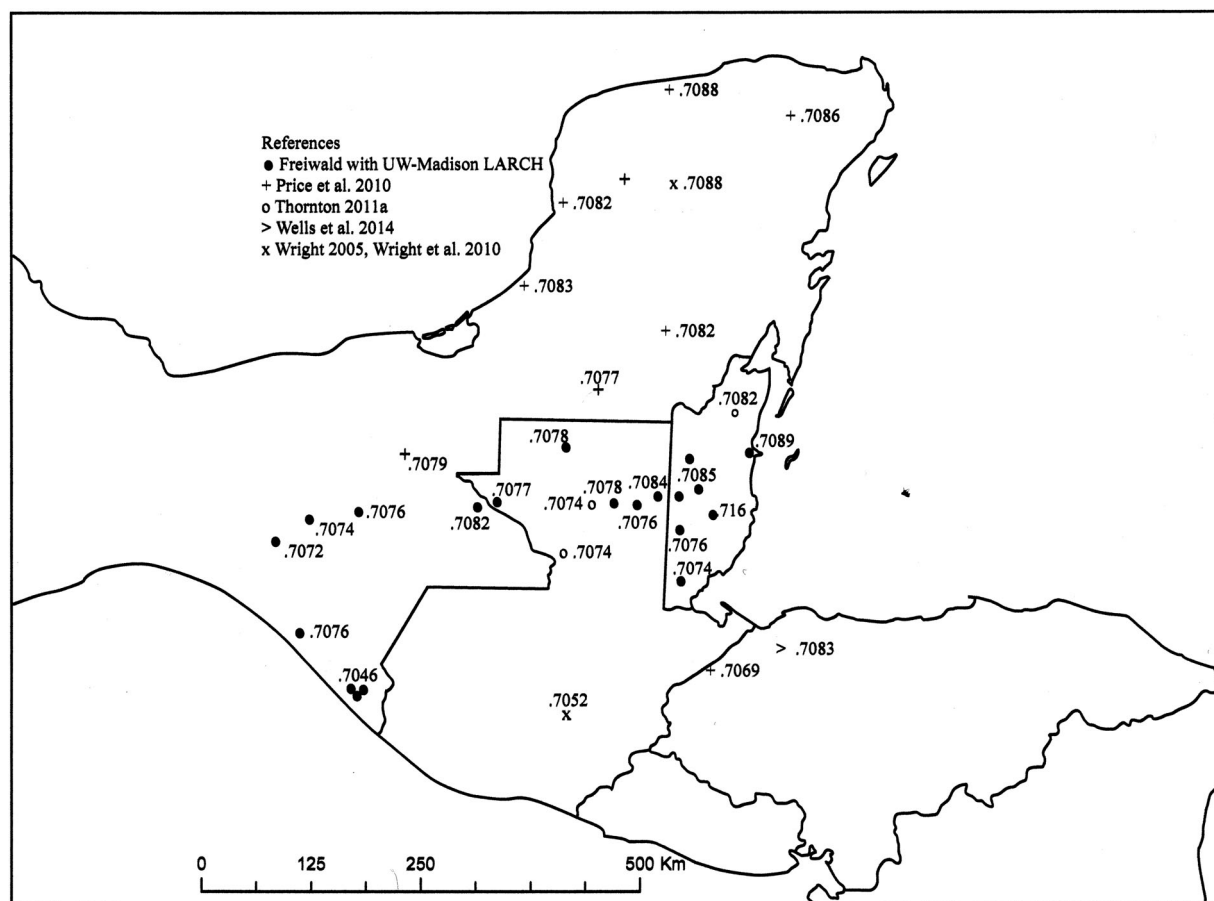 + .7088
+ .7086
References
● Freiwald with UW-Madison LARCH
+ Price et al. 2010
o Thornton 2011a
> Wells et al. 2014
x Wright 2005, Wright et al. 2010
+
x .7088
+ .7082
+ .7083
+ .7082
.7077
+
.7082
o
.7078
.7089
+
.7079
.7085
.7084
.7078
.7077
.7074 o
.7076
.7082
.7076
.716
.7074
.7072
.7076
o .7074
.7074
.7076
> .7083
+ .7069
.7046
.7052
x
0 125 250 500 Km